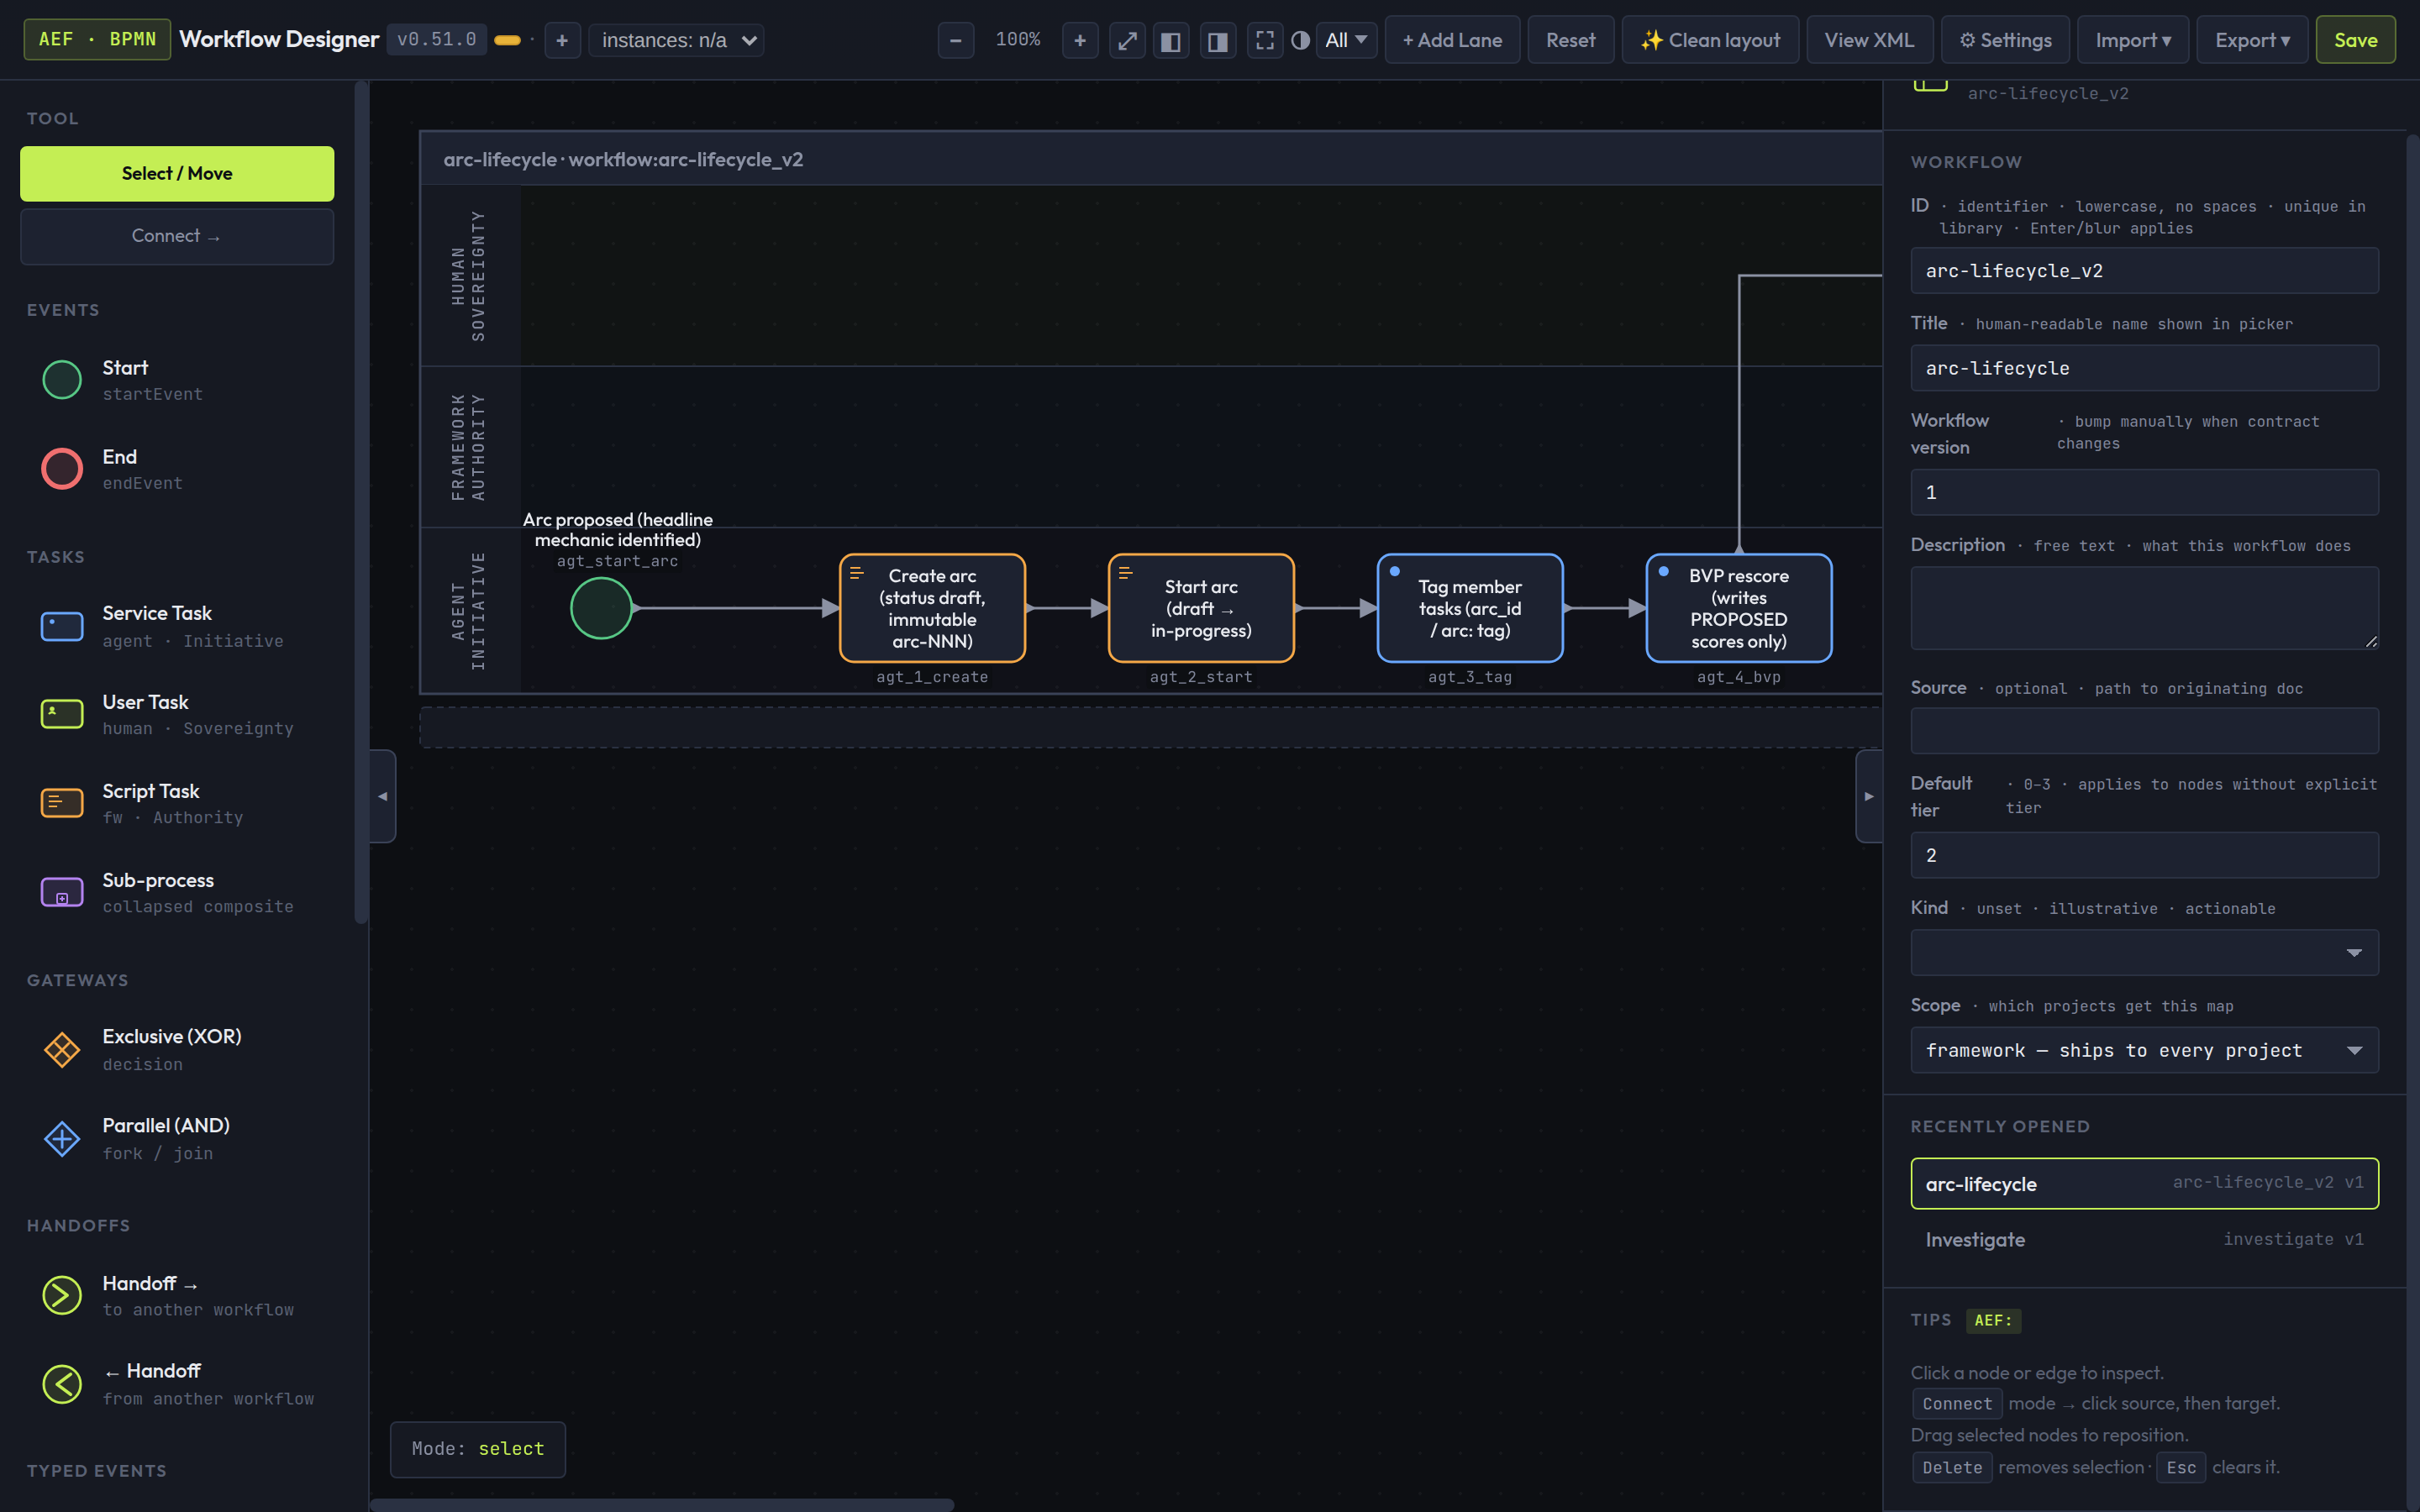 AEF · BPMN Workflow Designer v0.51.0 · + instances: n/a − 100% + All + Add Lane Reset ✨ Clean layout View XML ⚙ Settings Import ▾ Export ▾ Save
TOOL
Select / Move
Connect →
EVENTS
Start
startEvent
End
endEvent
TASKS
Service Task
agent · Initiative
User Task
human · Sovereignty
Script Task
fw · Authority
Sub-process
collapsed composite
GATEWAYS
Exclusive (XOR)
decision
Parallel (AND)
fork / join
HANDOFFS
Handoff →
to another workflow
← Handoff
from another workflow
TYPED EVENTS
arc-lifecycle · workflow:arc-lifecycle_v2
HUMAN
SOVEREIGNTY
FRAMEWORK
AUTHORITY
AGENT
INITIATIVE
Arc proposed (headline
mechanic identified)
agt_start_arc
Create arc
(status draft,
immutable
arc-NNN)
agt_1_create
Start arc
(draft →
in-progress)
agt_2_start
Tag member
tasks (arc_id
/ arc: tag)
agt_3_tag
BVP rescore
(writes
PROPOSED
scores only)
agt_4_bvp
◂
▸
Mode: select
arc-lifecycle_v2
WORKFLOW
ID · identifier · lowercase, no spaces · unique in
library · Enter/blur applies
arc-lifecycle_v2
Title · human-readable name shown in picker
arc-lifecycle
Workflow version · bump manually when contract
changes
1
Description · free text · what this workflow does
Source · optional · path to originating doc
Default tier · 0–3 · applies to nodes without explicit
tier
2
Kind · unset · illustrative · actionable
Scope · which projects get this map
framework — ships to every project
RECENTLY OPENED
arc-lifecycle arc-lifecycle_v2 v1
Investigate investigate v1
TIPS AEF:
Click a node or edge to inspect.
Connect mode → click source, then target.
Drag selected nodes to reposition.
Delete removes selection · Esc clears it.